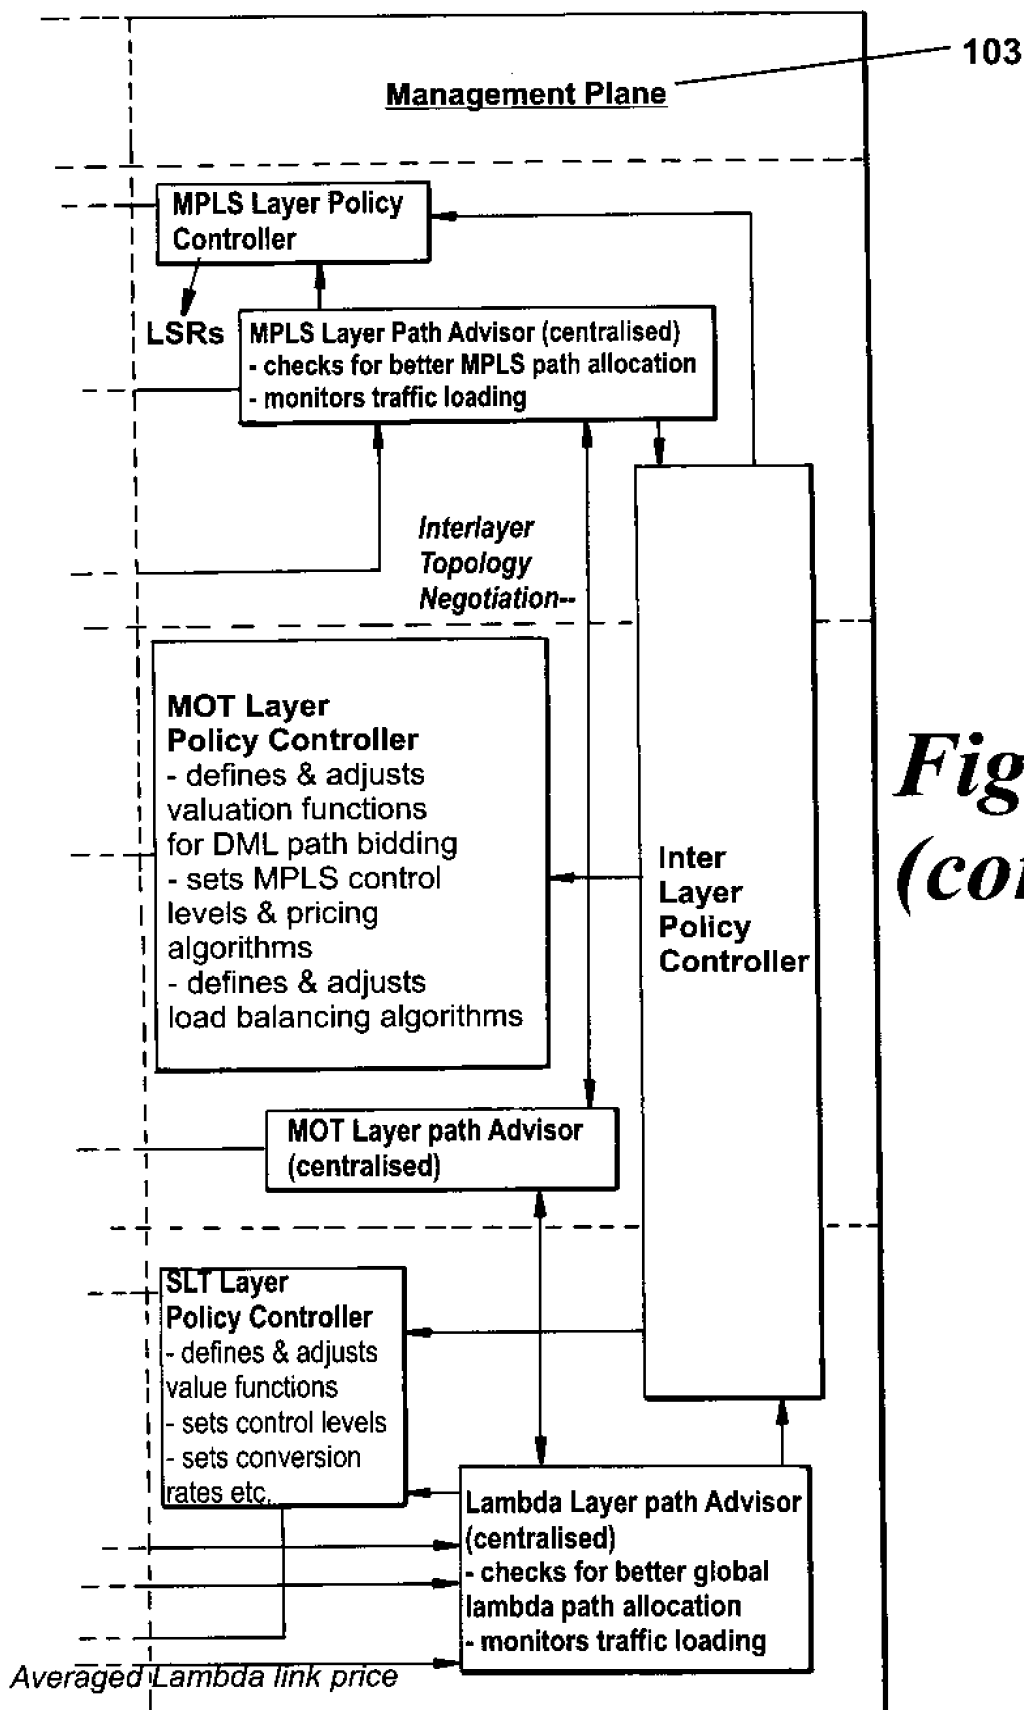 103
Management Plane
MPLS Layer Policy
Controller
LSRs
MPLS Layer Path Advisor (centralised)
- checks for better MPLS path allocation
- monitors traffic loading
Interlayer
Topology
Negotiation--
MOT Layer
Policy Controller
- defines & adjusts
valuation functions
for DML path bidding
- sets MPLS control
levels & pricing
algorithms
- defines & adjusts
load balancing algorithms
Inter
Layer
Policy
Controller
Fig
(con
MOT Layer path Advisor
(centralised)
SLT Layer
Policy Controller
- defines & adjusts
value functions
- sets control levels
- sets conversion
rates etc.
Lambda Layer path Advisor
(centralised)
- checks for better global
lambda path allocation
- monitors traffic loading
Averaged Lambda link price